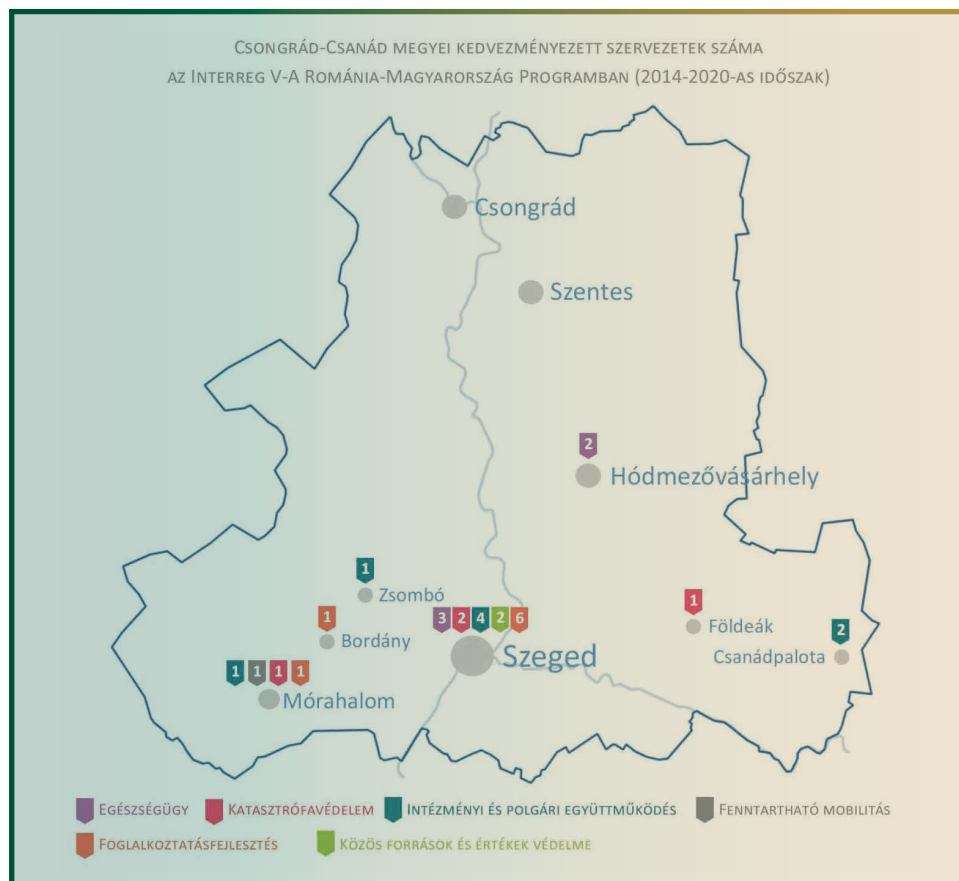 CSONGRÁD-CSANÁD MEGYEI KEDVEZMÉNYEZETT SZERVEZETEK SZÁMA
AZ INTERREG V-A ROMÁNIA-MAGYARORSZÁG PROGRAMBAN (2014-2020-AS IDŐSZAK)
Csongrád
Szentes
2
Hódmezővásárhely
1
Zsombó
1
Bordány
3 2 4 2 6
Szeged
1
Földeák
2
Csanádpalota
1 1 1 1
Mórahalom
EGÉSZSÉGÜGY KATASZTRÓFAVÉDELEM INTÉZMÉNYI ÉS POLGÁRI EGYÜTTMŰKÖDÉS FENNTARTHATÓ MOBILITÁS
FOGLALKOZTATÁSFEJLESZTÉS KÖZÖS FORRÁSOK ÉS ÉRTÉKEK VÉDELME